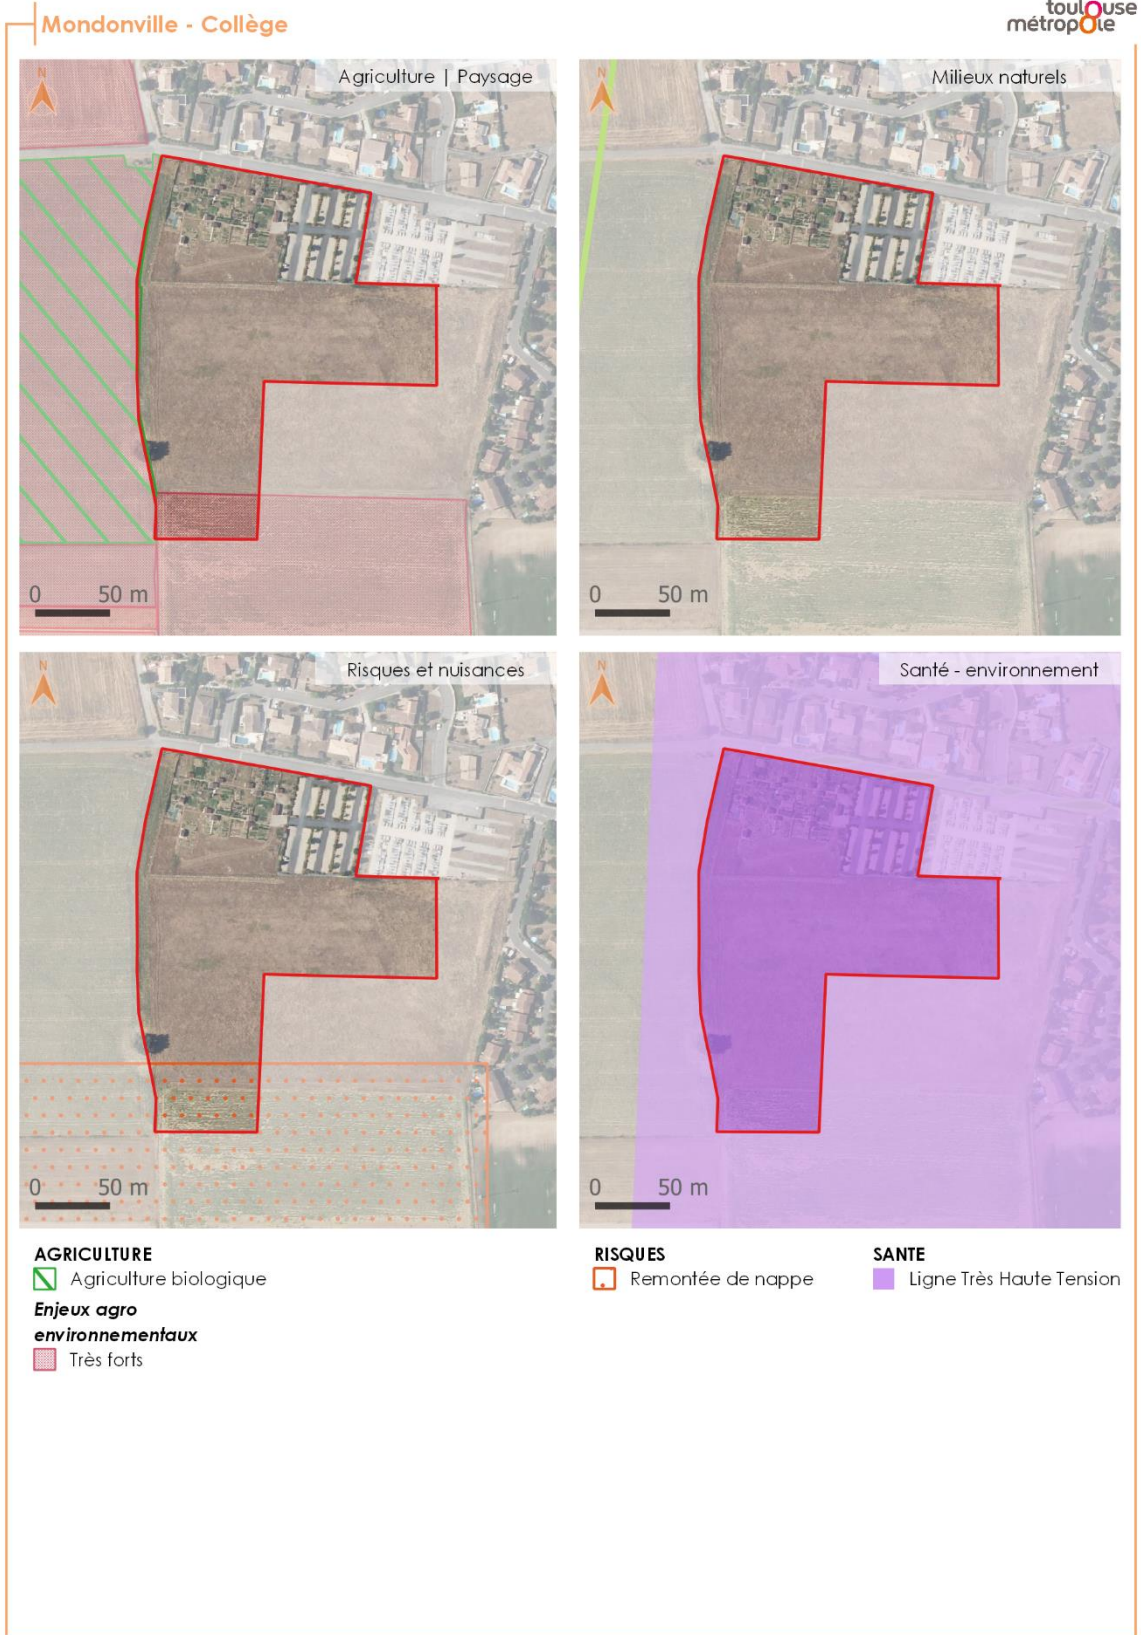 toulouse
métropole
Mondonville - Collège
N
Agriculture | Paysage
0 50 m
N
Milieux naturels
0 50 m
N
Risques et nuisances
0 50 m
N
Santé - environnement
0 50 m
AGRICULTURE
Agriculture biologique
Enjeux agro
environnementaux
Très forts
RISQUES
Remontée de nappe
SANTE
Ligne Très Haute Tension